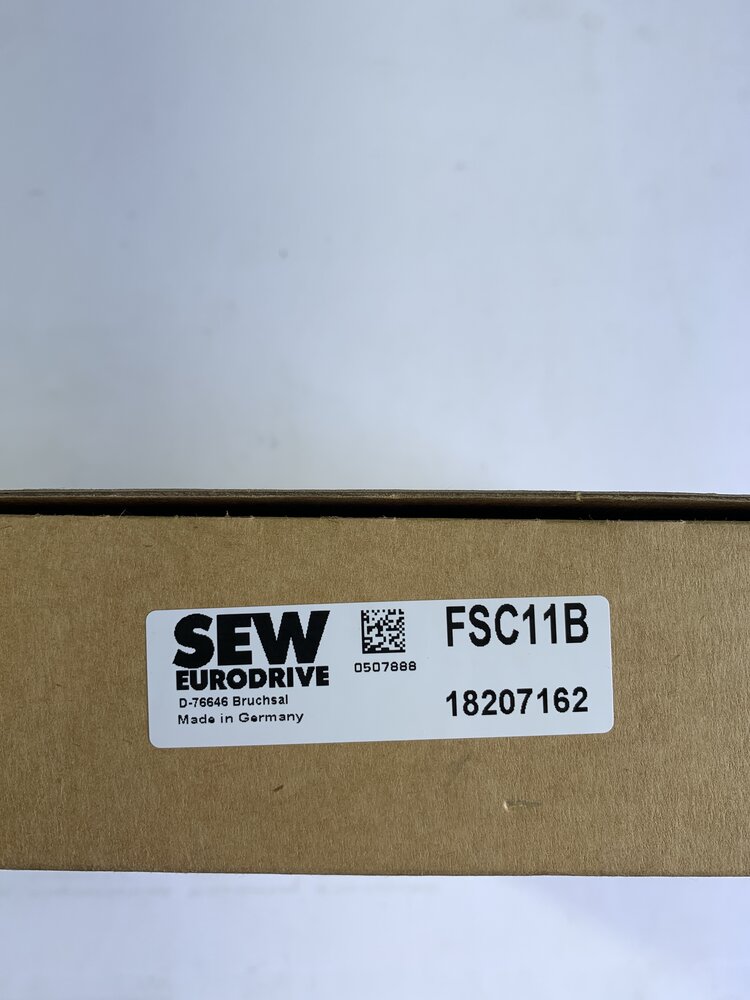 SEW
EURODRIVE
D-76646 Bruchsal
Made in Germany
0507888
FSC11B
18207162